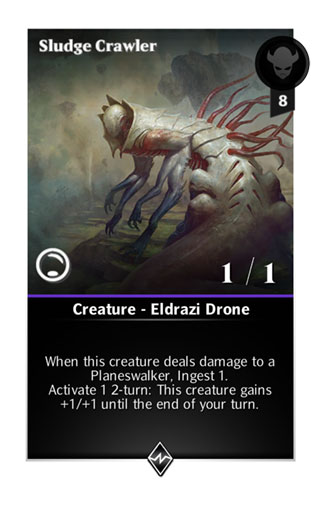 Sludge Crawler
8
1 / 1
Creature - Eldrazi Drone
When this creature deals damage to a
Planeswalker, Ingest 1.
Activate 1 2-turn: This creature gains
+1/+1 until the end of your turn.